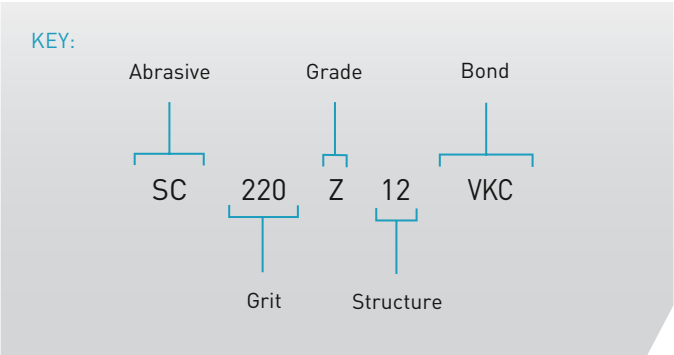 KEY:
Abrasive Grade Bond
SC 220 Z 12 VKC
Grit Structure